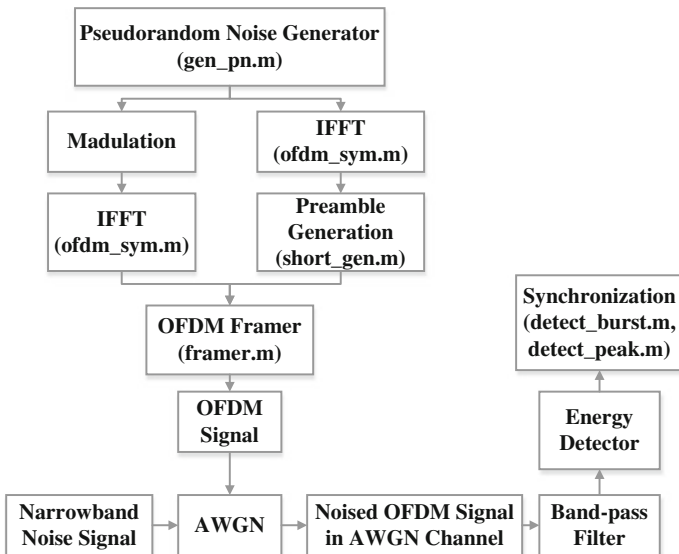 Pseudorandom Noise Generator
(gen_pn.m)
Madulation
IFFT
(ofdm_sym.m)
IFFT
(ofdm_sym.m)
Preamble
Generation
(short_gen.m)
OFDM Framer
(framer.m)
OFDM
Signal
Synchronization
(detect_burst.m,
detect_peak.m)
Energy
Detector
Narrowband
Noise Signal
AWGN
Noised OFDM Signal
in AWGN Channel
Band-pass
Filter